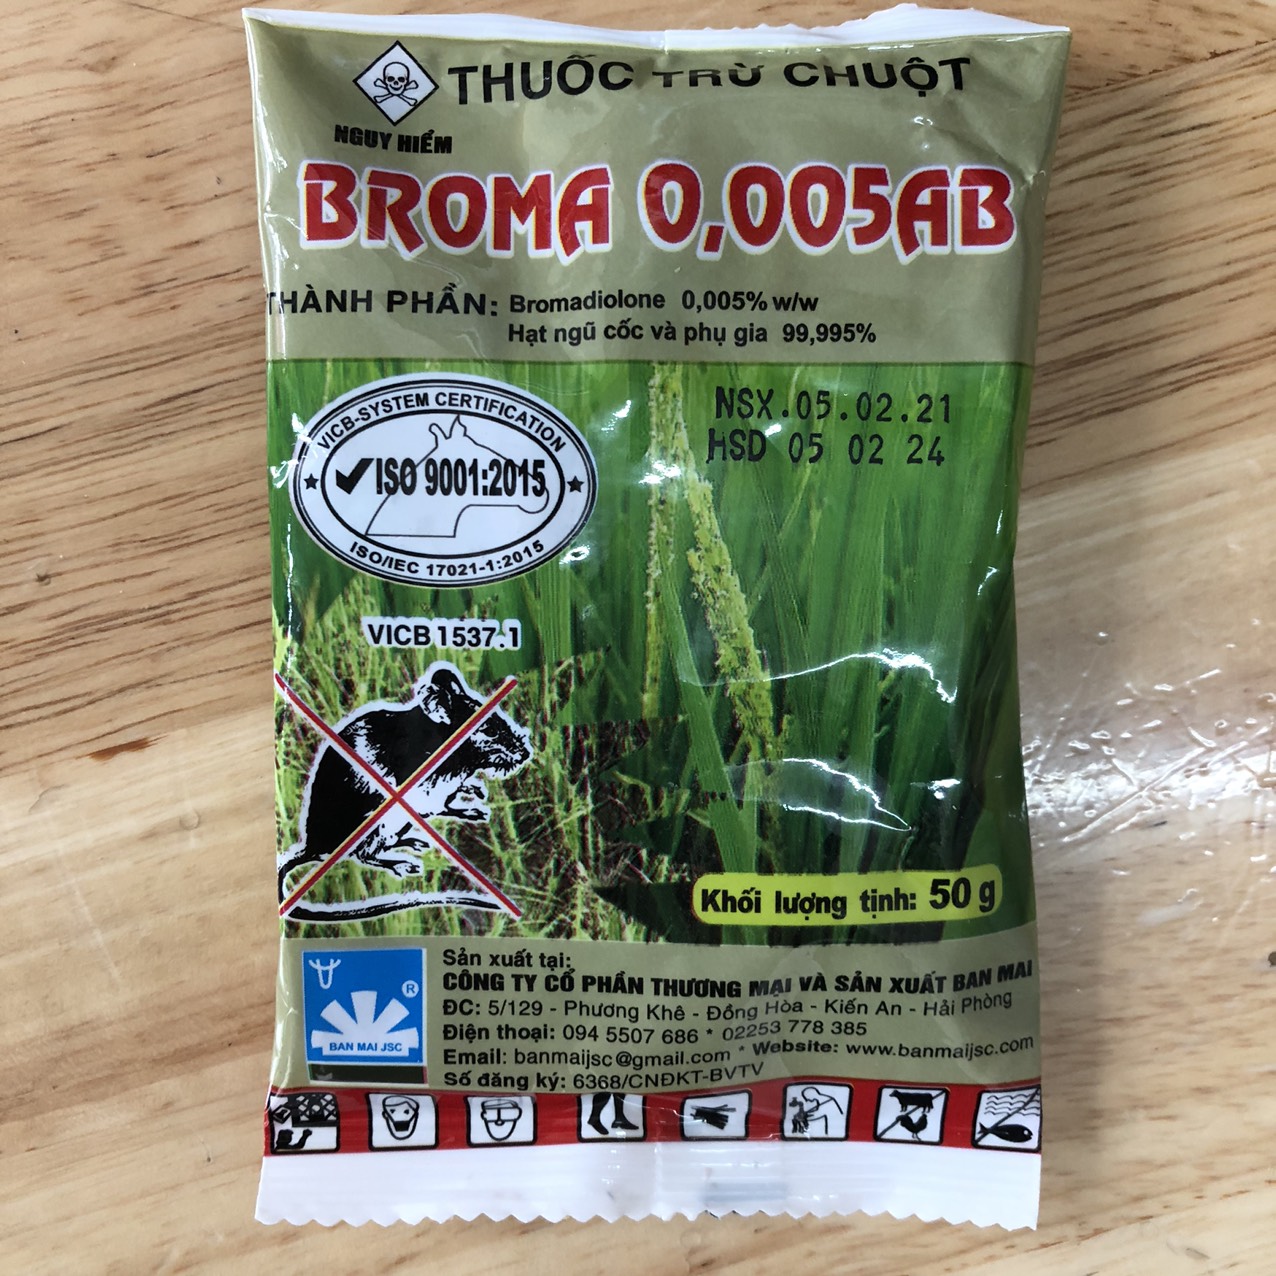 THUỐC TRỪ CHUỘT
NGUY HIỂM
BROMA 0,005AB
THÀNH PHẦN: Bromadiolone 0,005% w/w
Hạt ngũ cốc và phụ gia 99,995%
NSX.05.02.21
HSD 05 02 24
VICB-SYSTEM CERTIFICATION
ISO 9001:2015
ISO/IEC 17021-1:2015
VICB 1537.1
Khối lượng tịnh: 50 g
Sản xuất tại:
CÔNG TY CỔ PHẦN THƯƠNG MẠI VÀ SẢN XUẤT BAN MAI
ĐC: 5/129 - Phương Khê - Đồng Hòa - Kiến An - Hải Phòng
Điện thoại: 094 5507 686 * 02253 778 385
Email: banmaijsc@gmail.com * Website: www.banmaijsc.com
Số đăng ký: 6368/CNĐKT-BVTV
®
BAN MAI JSC